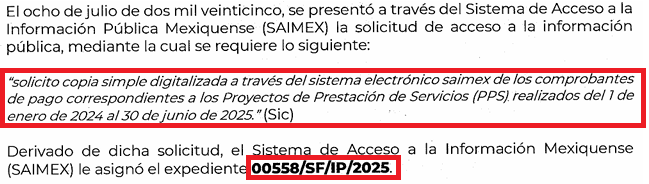 El ocho de julio de dos mil veinticinco, se presentó a través del Sistema de Acceso a la
Información Pública Mexiquense (SAIMEX) la solicitud de acceso a la información
pública, mediante la cual se requiere lo siguiente:
"solicito copia simple digitalizada a través del sistema electrónico saimex de los comprobantes
de pago correspondientes a los Proyectos de Prestación de Servicios (PPS) realizados del 1 de
enero de 2024 al 30 de junio de 2025." (Sic)
Derivado de dicha solicitud, el Sistema de Acceso a la Información Mexiquense
(SAIMEX) le asignó el expediente 00558/SF/IP/2025.